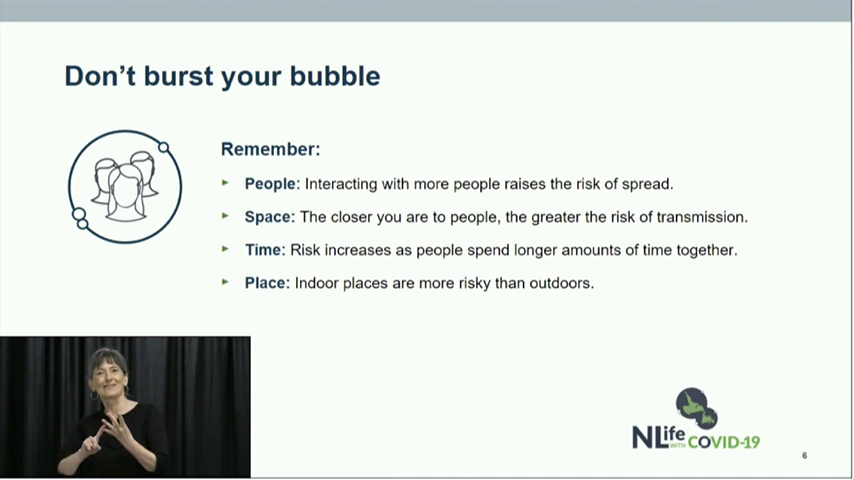 Don't burst your bubble
Remember:
People: Interacting with more people raises the risk of spread.
Space: The closer you are to people, the greater the risk of transmission.
Time: Risk increases as people spend longer amounts of time together.
Place: Indoor places are more risky than outdoors.
NLife
WITH COVID-19
6